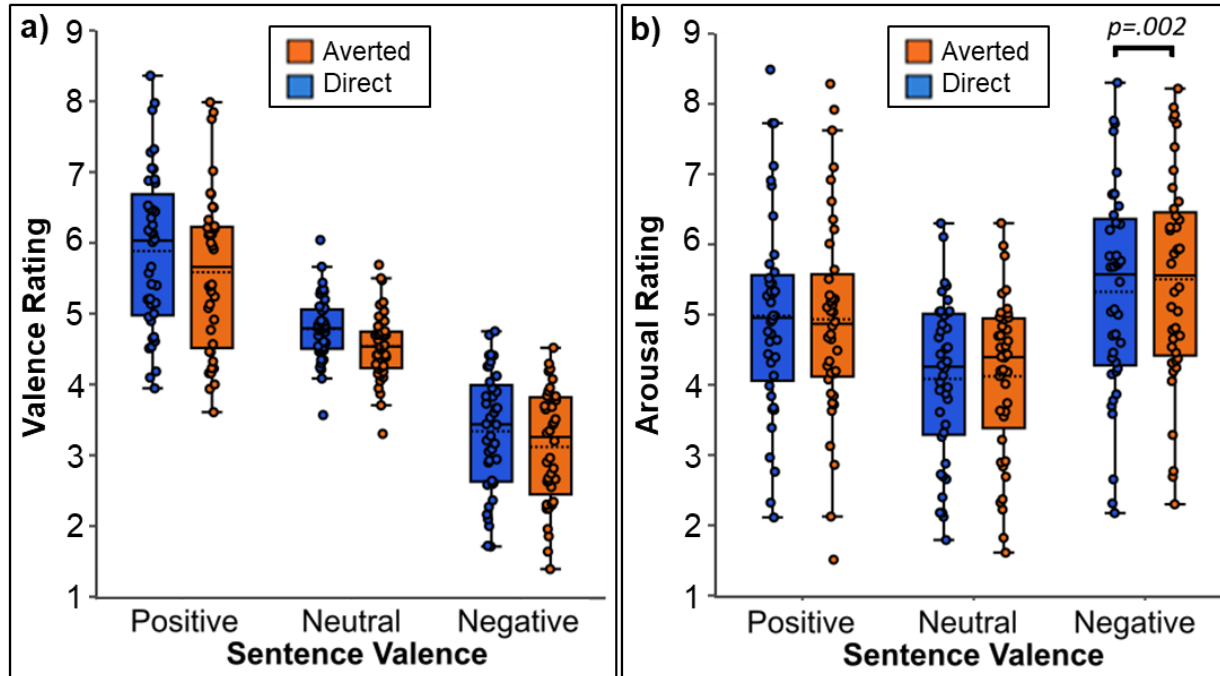 a)
Averted
Direct
Valence Rating
9
8
7
6
5
4
3
2
1
Positive Neutral Negative
Sentence Valence
b)
Averted
Direct
p=.002
Arousal Rating
9
8
7
6
5
4
3
2
1
Positive Neutral Negative
Sentence Valence